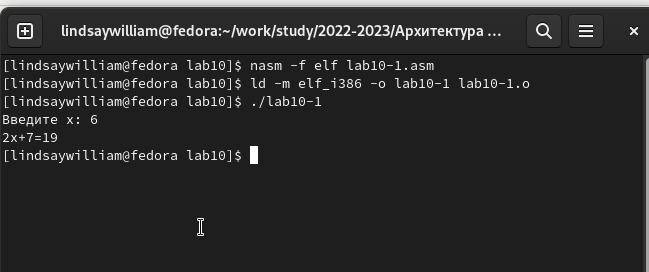 lindsaywilliam@fedora:~/work/study/2022-2023/Архитектура ...
[lindsaywilliam@fedora lab10]$ nasm -f elf lab10-1.asm
[lindsaywilliam@fedora lab10]$ ld -m elf_i386 -o lab10-1 lab10-1.o
[lindsaywilliam@fedora lab10]$ ./lab10-1
Введите x: 6
2x+7=19
[lindsaywilliam@fedora lab10]$